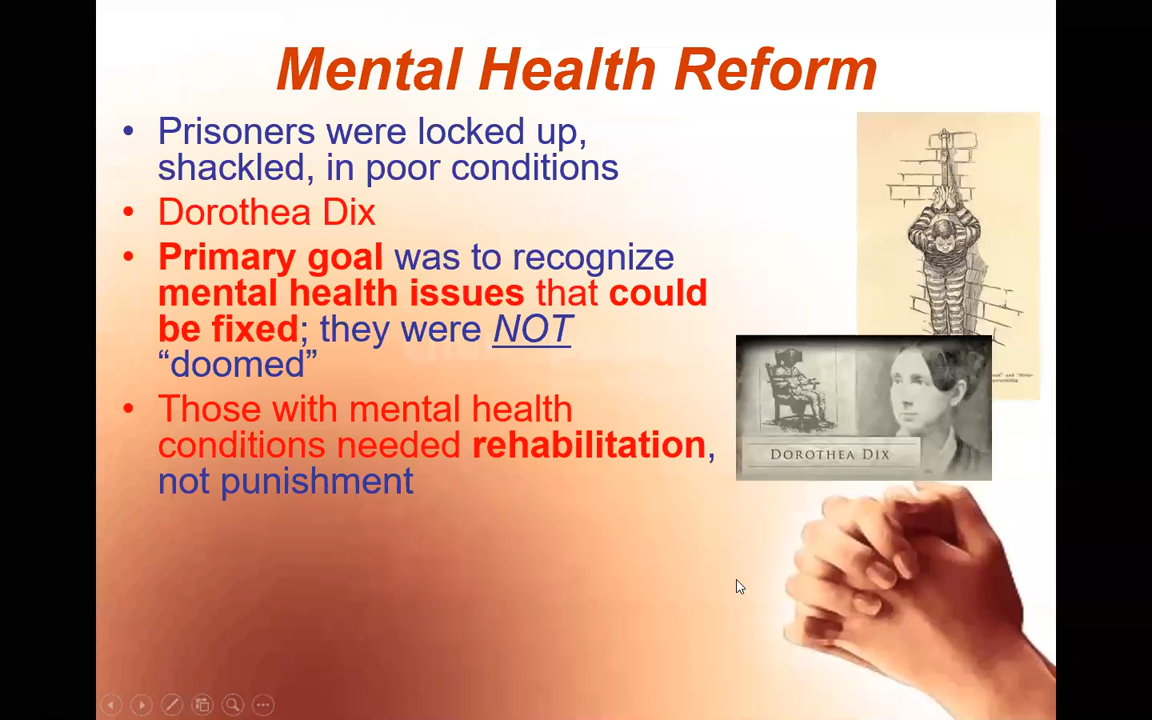 Mental Health Reform
• Prisoners were locked up,
shackled, in poor conditions
• Dorothea Dix
• Primary goal was to recognize
mental health issues that could
be fixed; they were NOT
“doomed”
• Those with mental health
conditions needed rehabilitation,
not punishment
DOROTHEA DIX